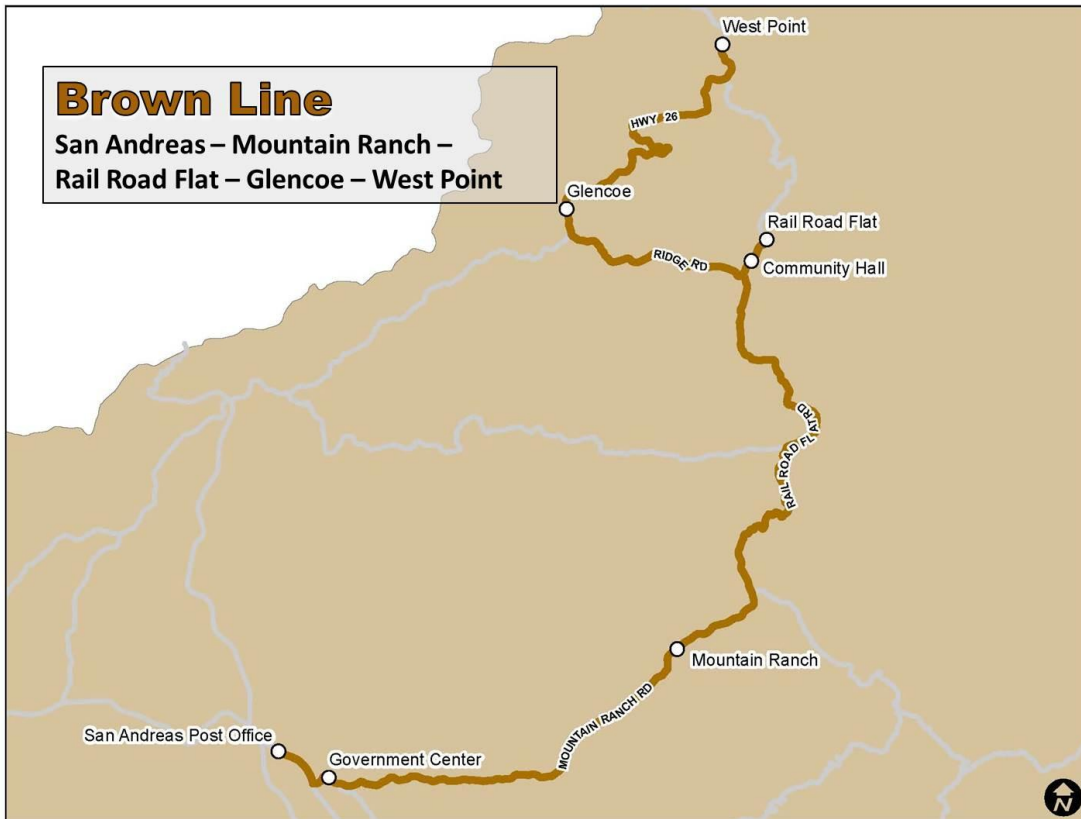 West Point
Brown Line
San Andreas – Mountain Ranch –
Rail Road Flat – Glencoe – West Point
HWY 26
Glencoe
Rail Road Flat
RIDGE RD
Community Hall
RAIL ROAD FLAT RD
Mountain Ranch
MOUNTAIN RANCH RD
San Andreas Post Office
Government Center
N